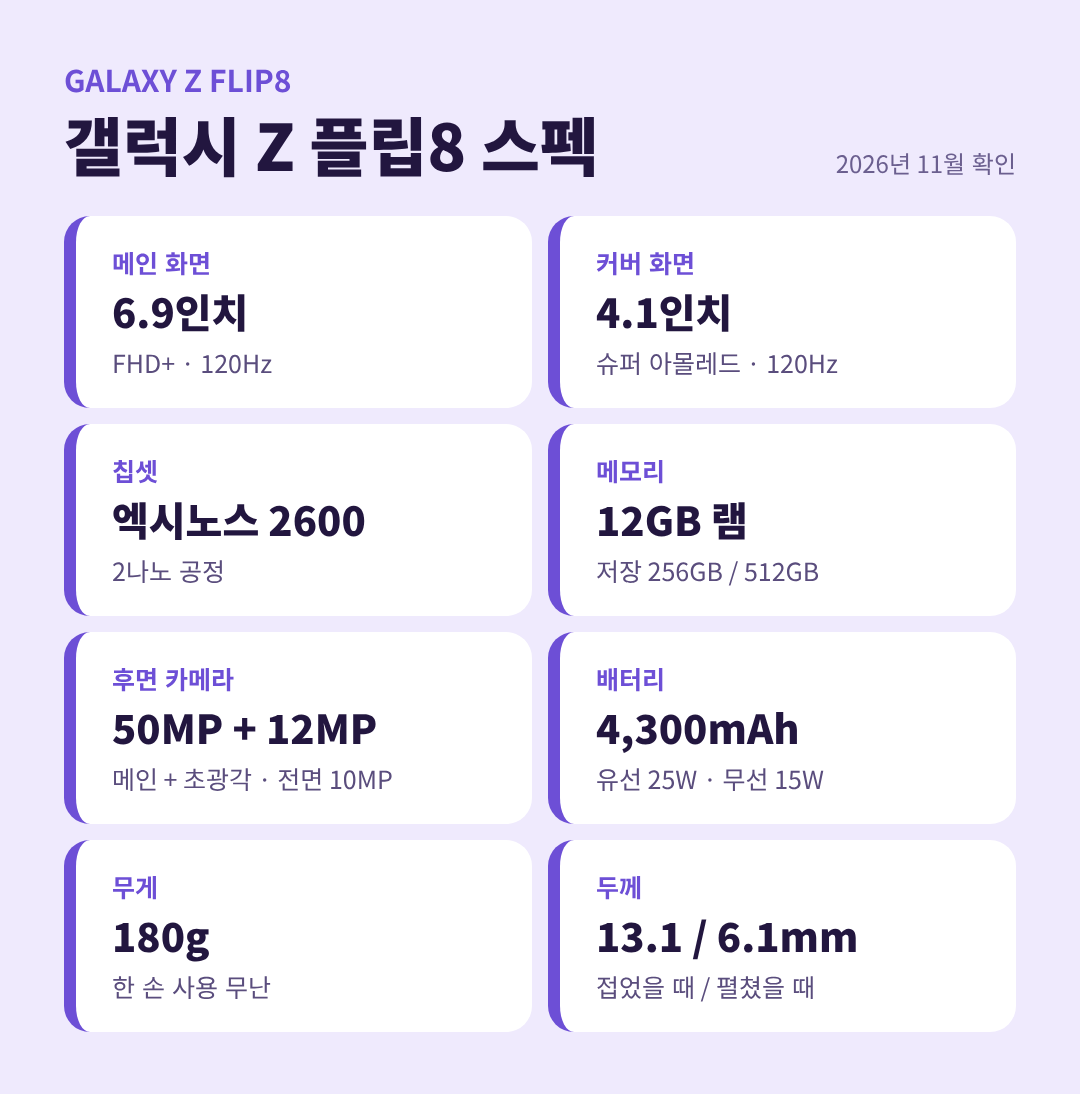 GALAXY Z FLIP8
갤럭시 Z 플립8 스펙
2026년 11월 확인
메인 화면
6.9인치
FHD+ · 120Hz
커버 화면
4.1인치
슈퍼 아몰레드 · 120Hz
칩셋
엑시노스 2600
2나노 공정
메모리
12GB 램
저장 256GB / 512GB
후면 카메라
50MP + 12MP
메인 + 초광각 · 전면 10MP
배터리
4,300mAh
유선 25W · 무선 15W
무게
180g
한 손 사용 무난
두께
13.1 / 6.1mm
접었을 때 / 펼쳤을 때